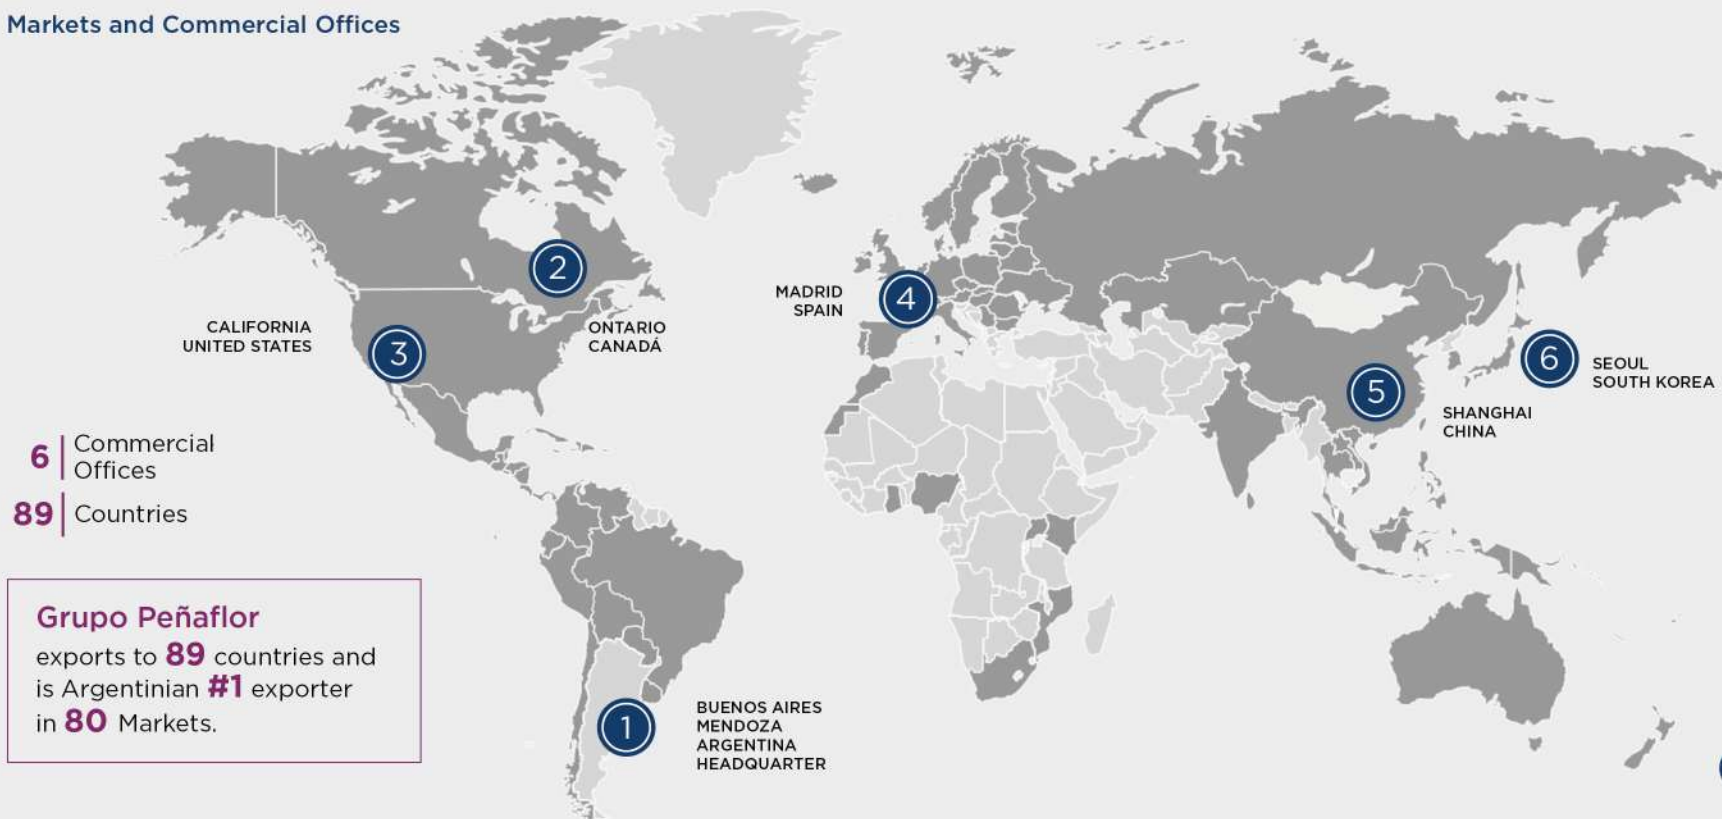 Markets and Commercial Offices
2
MADRID
SPAIN
4
CALIFORNIA
UNITED STATES
3
ONTARIO
CANADÁ
6
SEOUL
SOUTH KOREA
5
SHANGHAI
CHINA
6 Commercial
Offices
89 Countries
Grupo Peñaflor
exports to 89 countries and
is Argentinian #1 exporter
in 80 Markets.
1
BUENOS AIRES
MENDOZA
ARGENTINA
HEADQUARTER